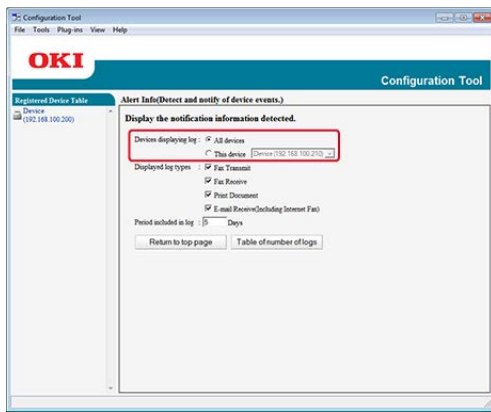 Configuration Tool
File Tools Plug-ins View Help
OKI
Configuration Tool
Registered Device Table
Device
(192.168.100.200)
Alert Info(Detect and notify of device events.)
Display the notification information detected.
Devices displaying log : All devices
This device Device(192.168.100.210)
Displayed log types : Fax Transmit
Fax Receive
Print Document
E-mail Receive(Including Internet Fax)
Period included in log : 5 Days
Return to top page Table of number of logs